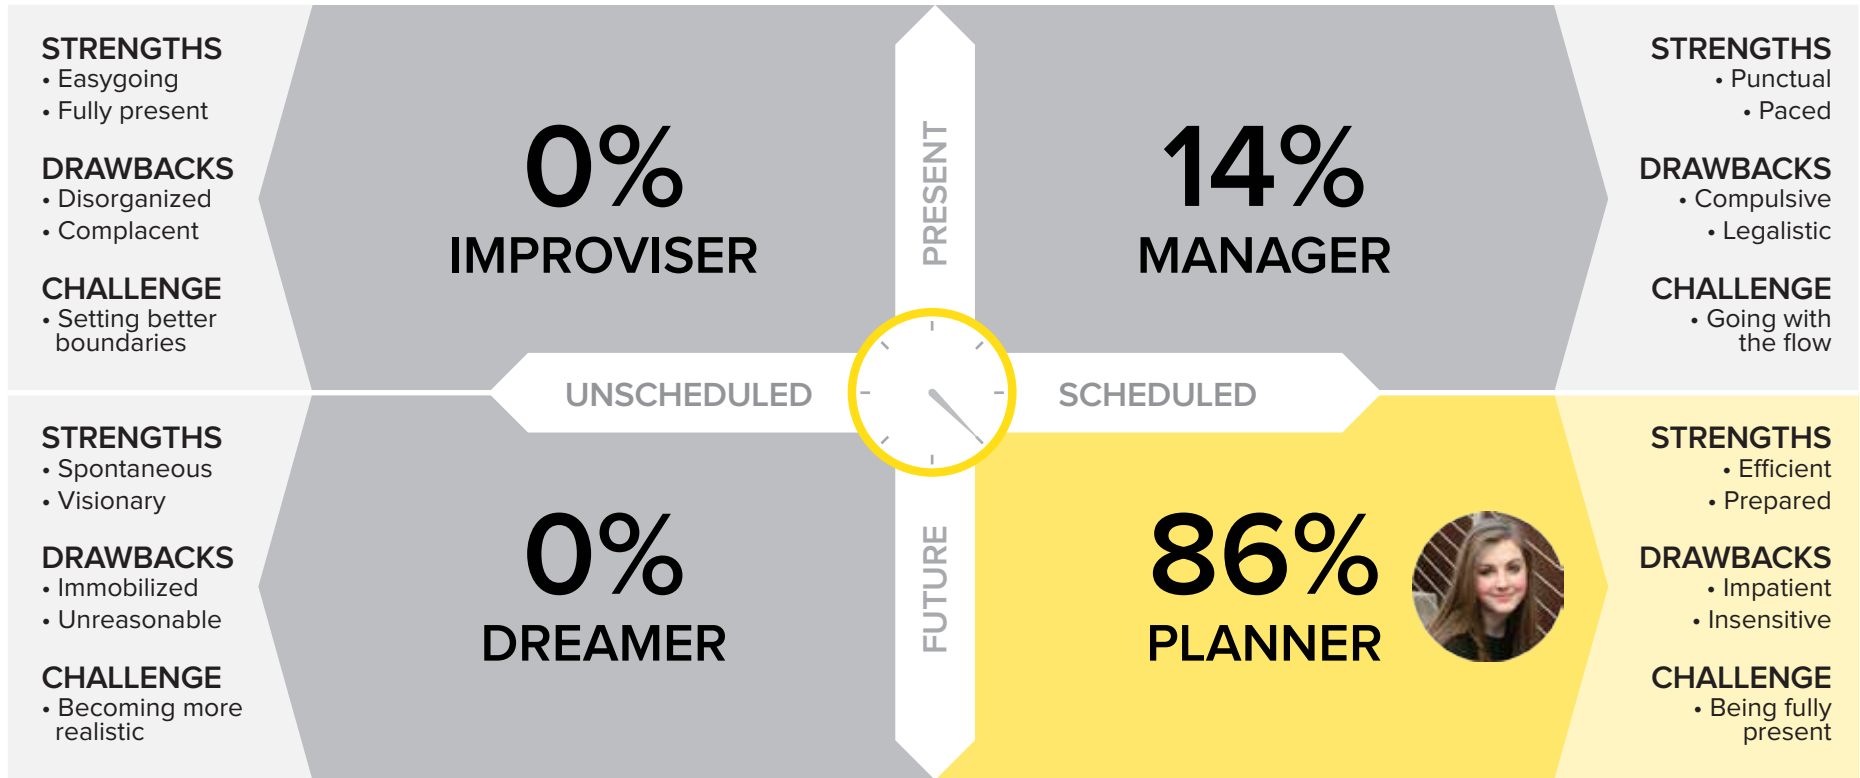 STRENGTHS
• Easygoing
• Fully present
DRAWBACKS
• Disorganized
• Complacent
CHALLENGE
• Setting better
boundaries
0%
IMPROVISER
PRESENT
14%
MANAGER
STRENGTHS
• Punctual
• Paced
DRAWBACKS
• Compulsive
• Legalistic
CHALLENGE
• Going with
the flow
UNSCHEDULED
SCHEDULED
STRENGTHS
• Spontaneous
• Visionary
DRAWBACKS
• Immobilized
• Unreasonable
CHALLENGE
• Becoming more
realistic
0%
DREAMER
FUTURE
86%
PLANNER
STRENGTHS
• Efficient
• Prepared
DRAWBACKS
• Impatient
• Insensitive
CHALLENGE
• Being fully
present